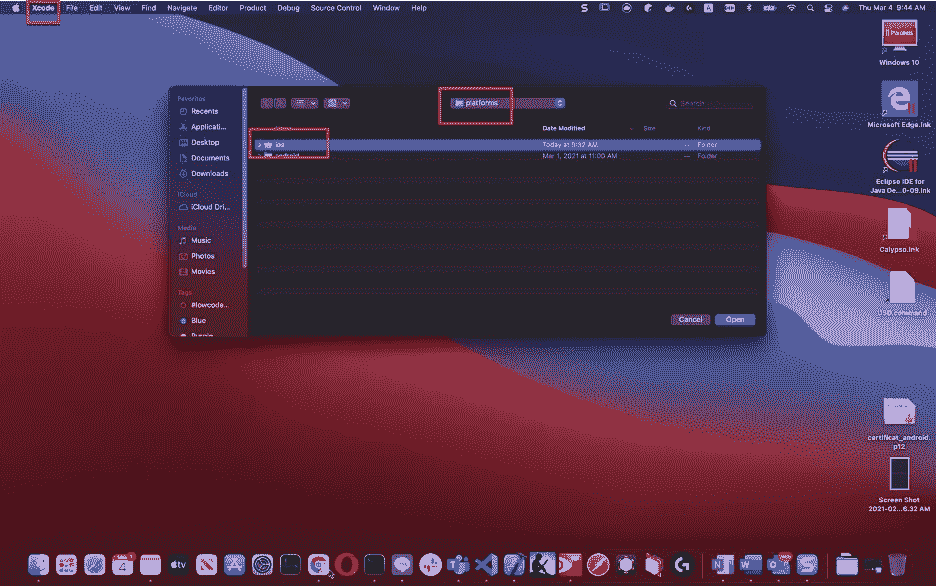 Xcode File Edit View Find Navigate Editor Product Debug Source Control Window Help
Thu Mar 4 9:44 AM
Windows 10
Microsoft Edge.lnk
Eclipse IDE for
Java De...0-09.lnk
Calypso.lnk
command
certificat_android.
p12
Screen Shot
2021-02...6.32 AM
platforms
Search
Favorites
Recents
Applicati...
Desktop
Documents
Downloads
iCloud
iCloud Dri...
Media
Music
Photos
Movies
Tags
Blue
Date Modified Size Kind
ios Today at 9:32 AM -- Folder
android Mar 1, 2021 at 11:00 AM -- Folder
Cancel Open